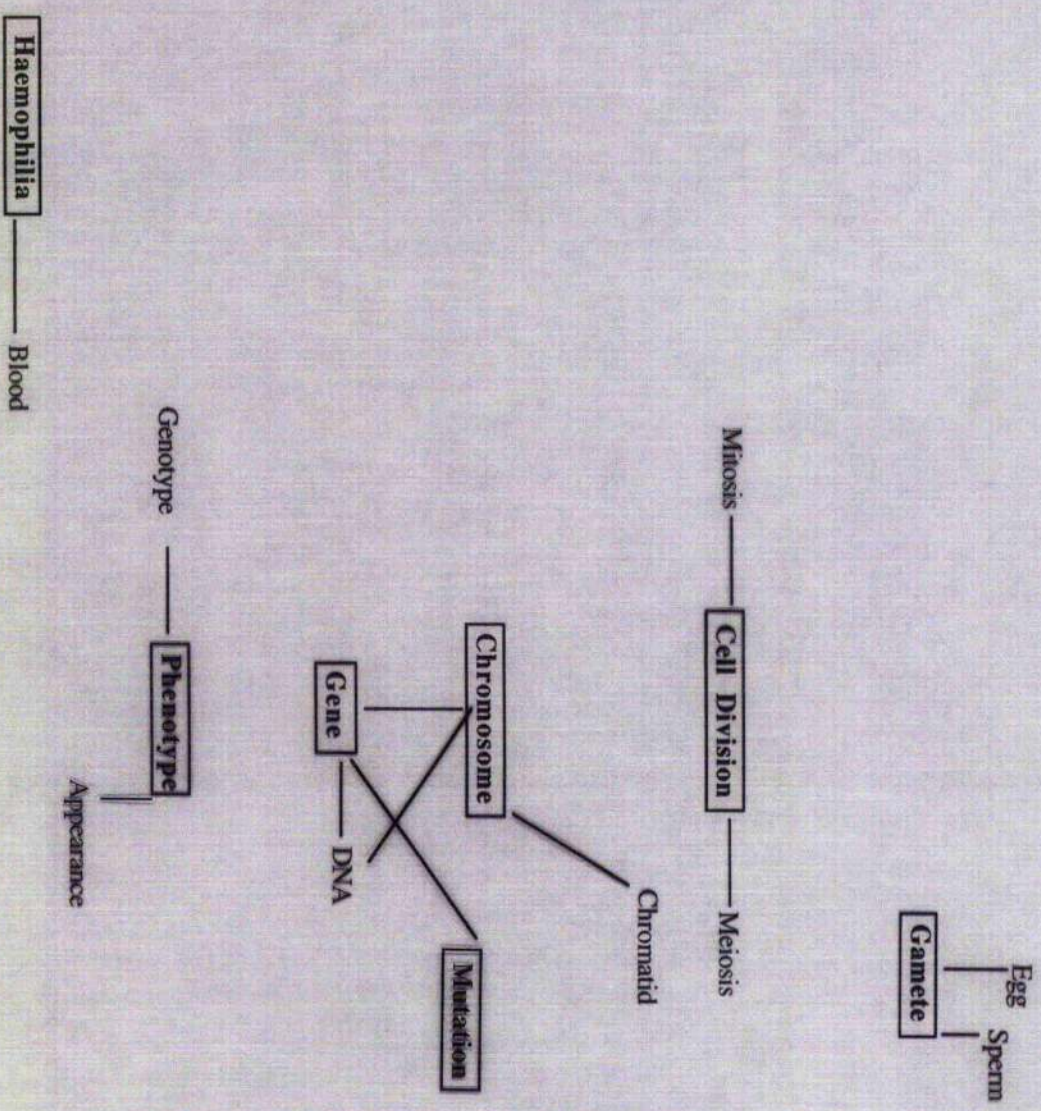 Egg Sperm
Gamete
Mitosis Cell Division Meiosis
Chromatid
Chromosome
Mutation
Gene DNA
Genotype Phenotype
Appearance
Haemophilia Blood